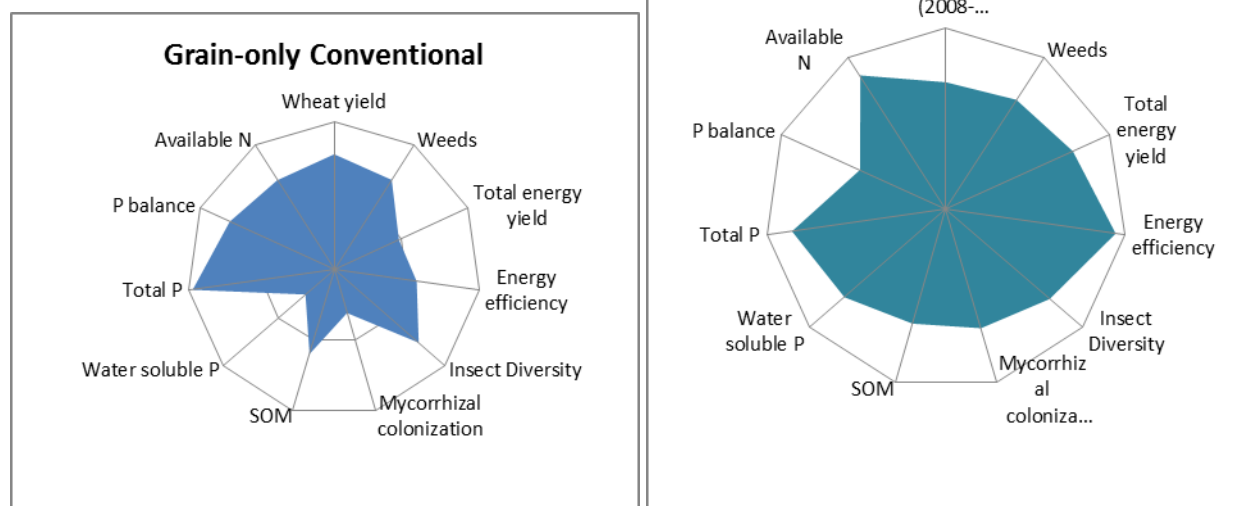 Grain-only Conventional
Wheat yield
Weeds
Total energy
yield
Energy
efficiency
Insect Diversity
Mycorrhizal
colonization
SOM
Water soluble P
Total P
P balance
Available N
(2008-...
Weeds
Total
energy
yield
Energy
efficiency
Insect
Diversity
Mycorrhiz
al
coloniza...
SOM
Water
soluble P
Total P
P balance
Available
N